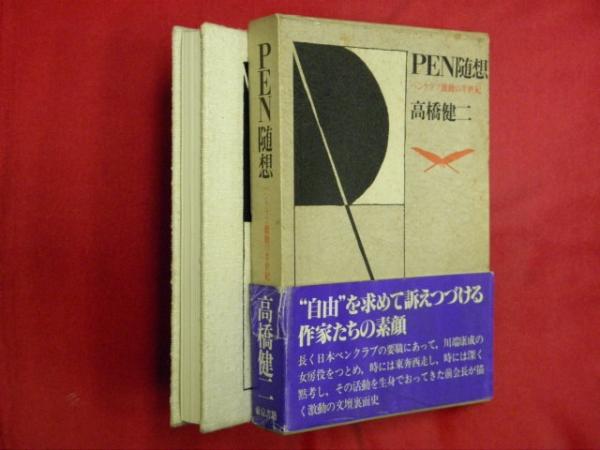 PEN随想
ペンクラブ激動の半世紀
高橋健二
PEN随想
高橋健二
東京書籍
“自由”を求めて訴えつづける
作家たちの素顔
長く日本ペンクラブの要職にあって，川端康成の
女房役をつとめ，時には東奔西走し，時には深く
黙考し，その活動を生身でおってきた前会長が描
く激動の文壇裏面史